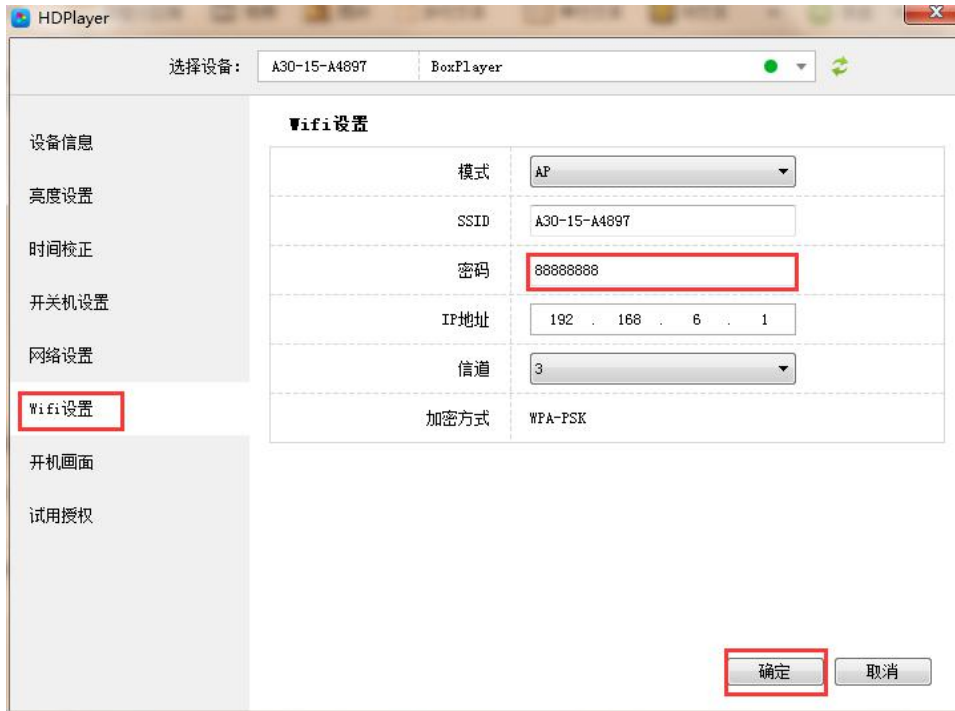 HDPlayer
选择设备: A30-15-A4897 BoxPlayer
设备信息
亮度设置
时间校正
开关机设置
网络设置
Wifi设置
开机画面
试用授权
Wifi设置
模式 AP
SSID A30-15-A4897
密码 88888888
IP地址 192 . 168 . 6 . 1
信道 3
加密方式 WPA-PSK
确定 取消